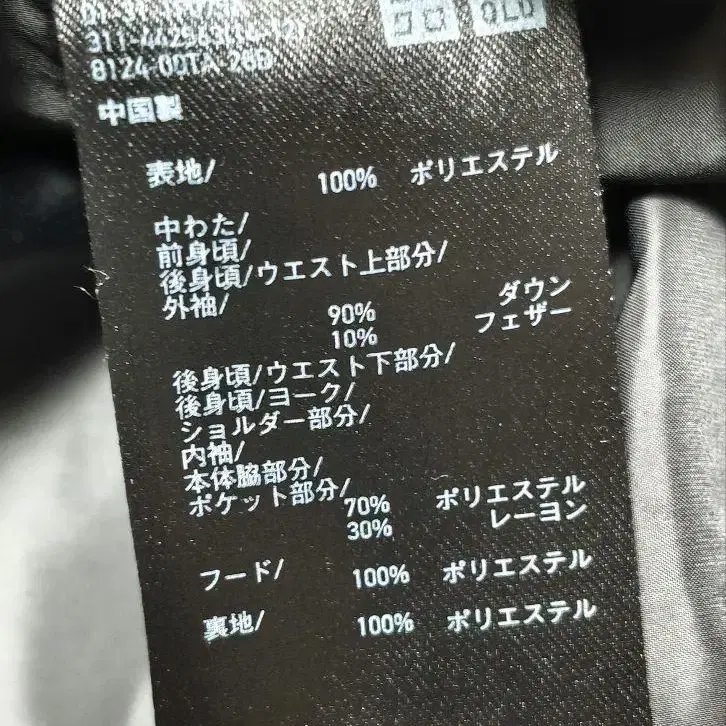 QLO
311-442963(14-12)
8124-00TA-28D
中国製
表地/ 100% ポリエステル
中わた/
前身頃/
後身頃/ウエスト上部分/
外袖/
90% ダウン
10% フェザー
後身頃/ウエスト下部分/
後身頃/ヨーク/
ショルダー部分/
内袖/
本体脇部分/
ポケット部分/
70% ポリエステル
30% レーヨン
フード/ 100% ポリエステル
裏地/ 100% ポリエステル